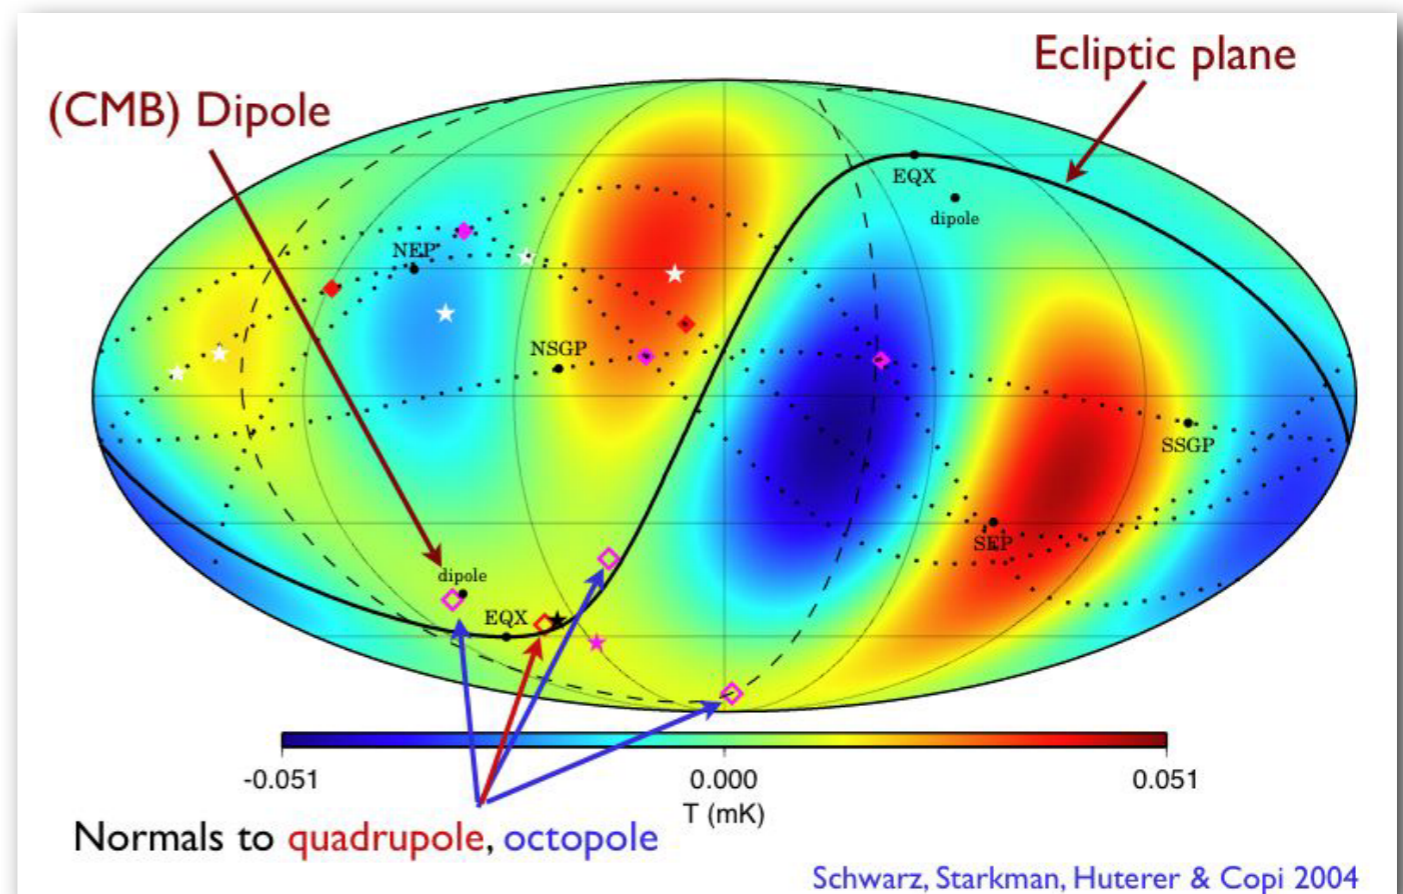 Ecliptic plane
(CMB) Dipole
EQX
dipole
NEP
NSGP
SSGP
SEP
dipole
EQX
-0.051
0.000
0.051
T (mK)
Normals to quadrupole, octopole
Schwarz, Starkman, Huterer & Copi 2004